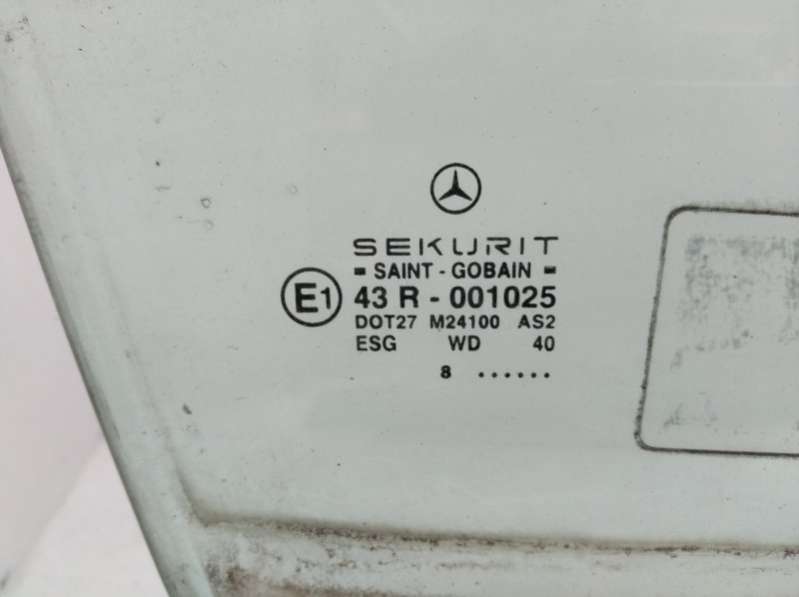 SEKURIT
SAINT - GOBAIN
E1 43 R - 001025
DOT27 M24100 AS2
ESG WD 40
8 ......